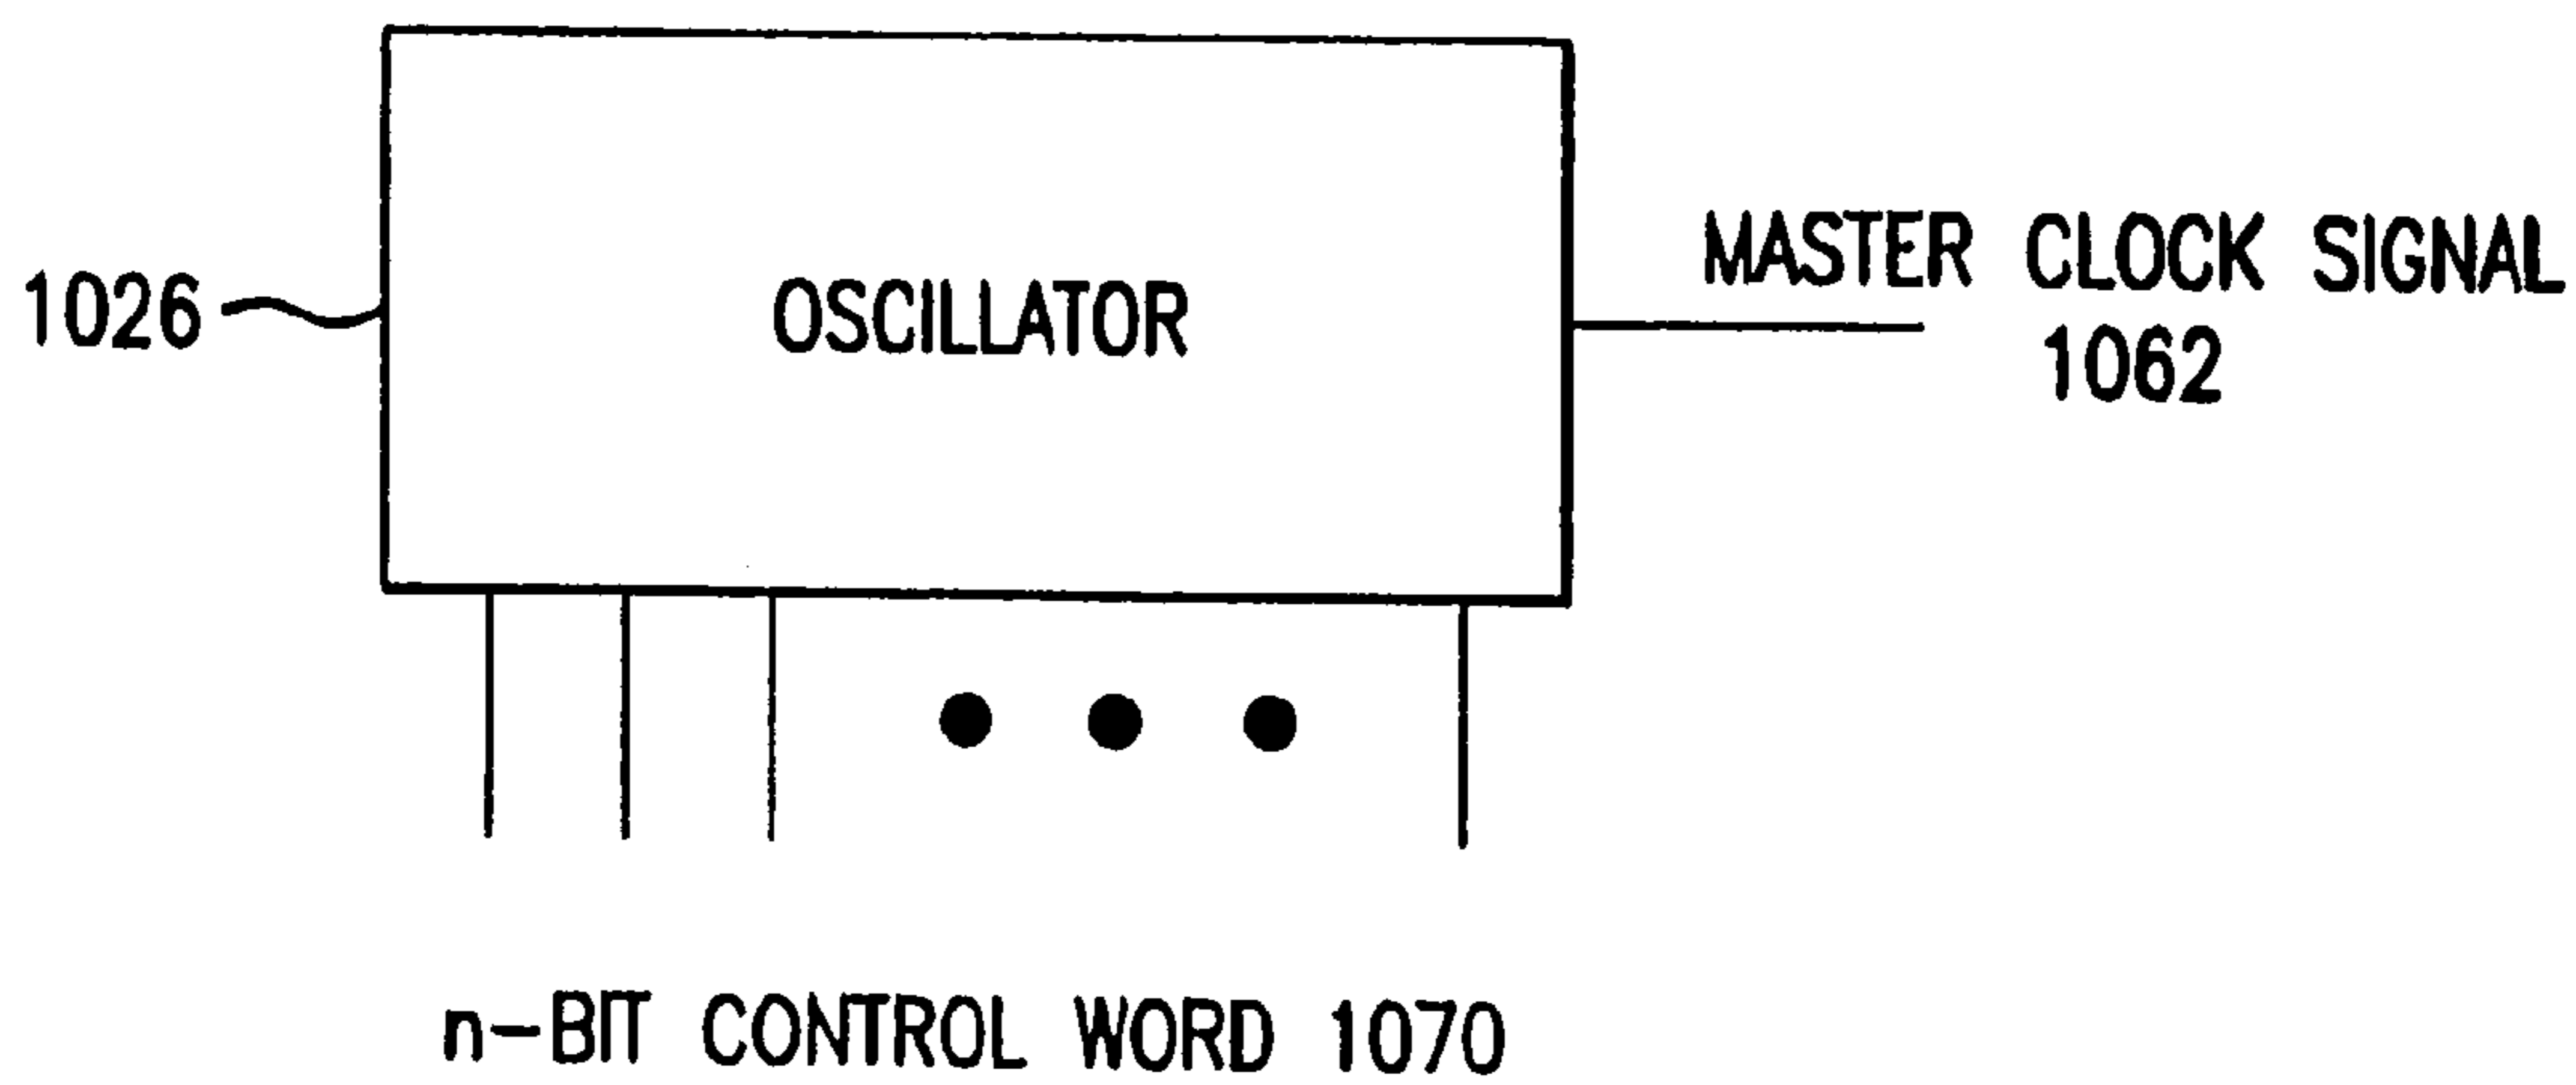 MASTER CLOCK SIGNAL
1026
OSCILLATOR
1062
n-BIT CONTROL WORD 1070